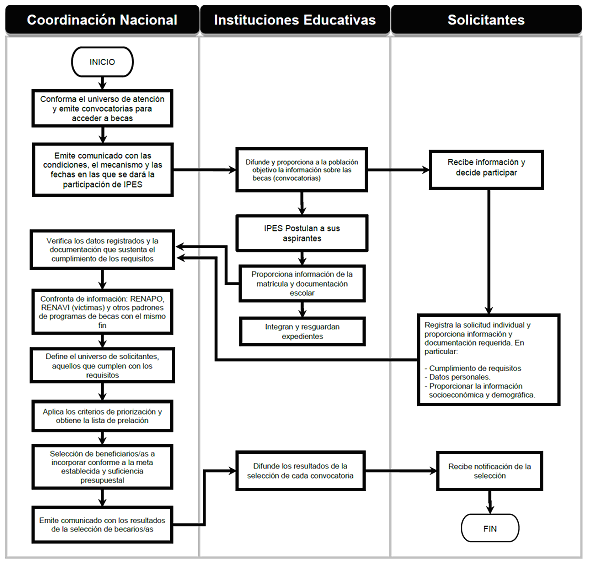 Coordinación Nacional
Instituciones Educativas
Solicitantes
INICIO
Conforma el universo de atención
y emite convocatorias para
acceder a becas
Emite comunicado con las
condiciones, el mecanismo y las
fechas en las que se dará la
participación de IPES
Difunde y proporciona a la población
objetivo la información sobre las
becas (convocatorias)
Recibe información y
decide participar
IPES Postulan a sus
aspirantes
Verifica los datos registrados y la
documentación que sustenta el
cumplimiento de los requisitos
Proporciona información de la
matrícula y documentación
escolar
Confronta de información: RENAPO,
RENAVI (víctimas) y otros padrones
de programas de becas con el mismo
fin
Integran y resguardan
expedientes
Registra la solicitud individual y
proporciona información y
documentación requerida. En
particular:
- Cumplimiento de requisitos
- Datos personales.
- Proporcionar la información
socioeconómica y demográfica.
Define el universo de solicitantes,
aquellos que cumplen con los
requisitos
Aplica los criterios de priorización y
obtiene la lista de prelación
Selección de beneficiarios/as a
incorporar conforme a la meta
establecida y suficiencia
presupuestal
Difunde los resultados de la
selección de cada convocatoria
Recibe notificación de la
selección
Emite comunicado con los resultados
de la selección de becarios/as
FIN